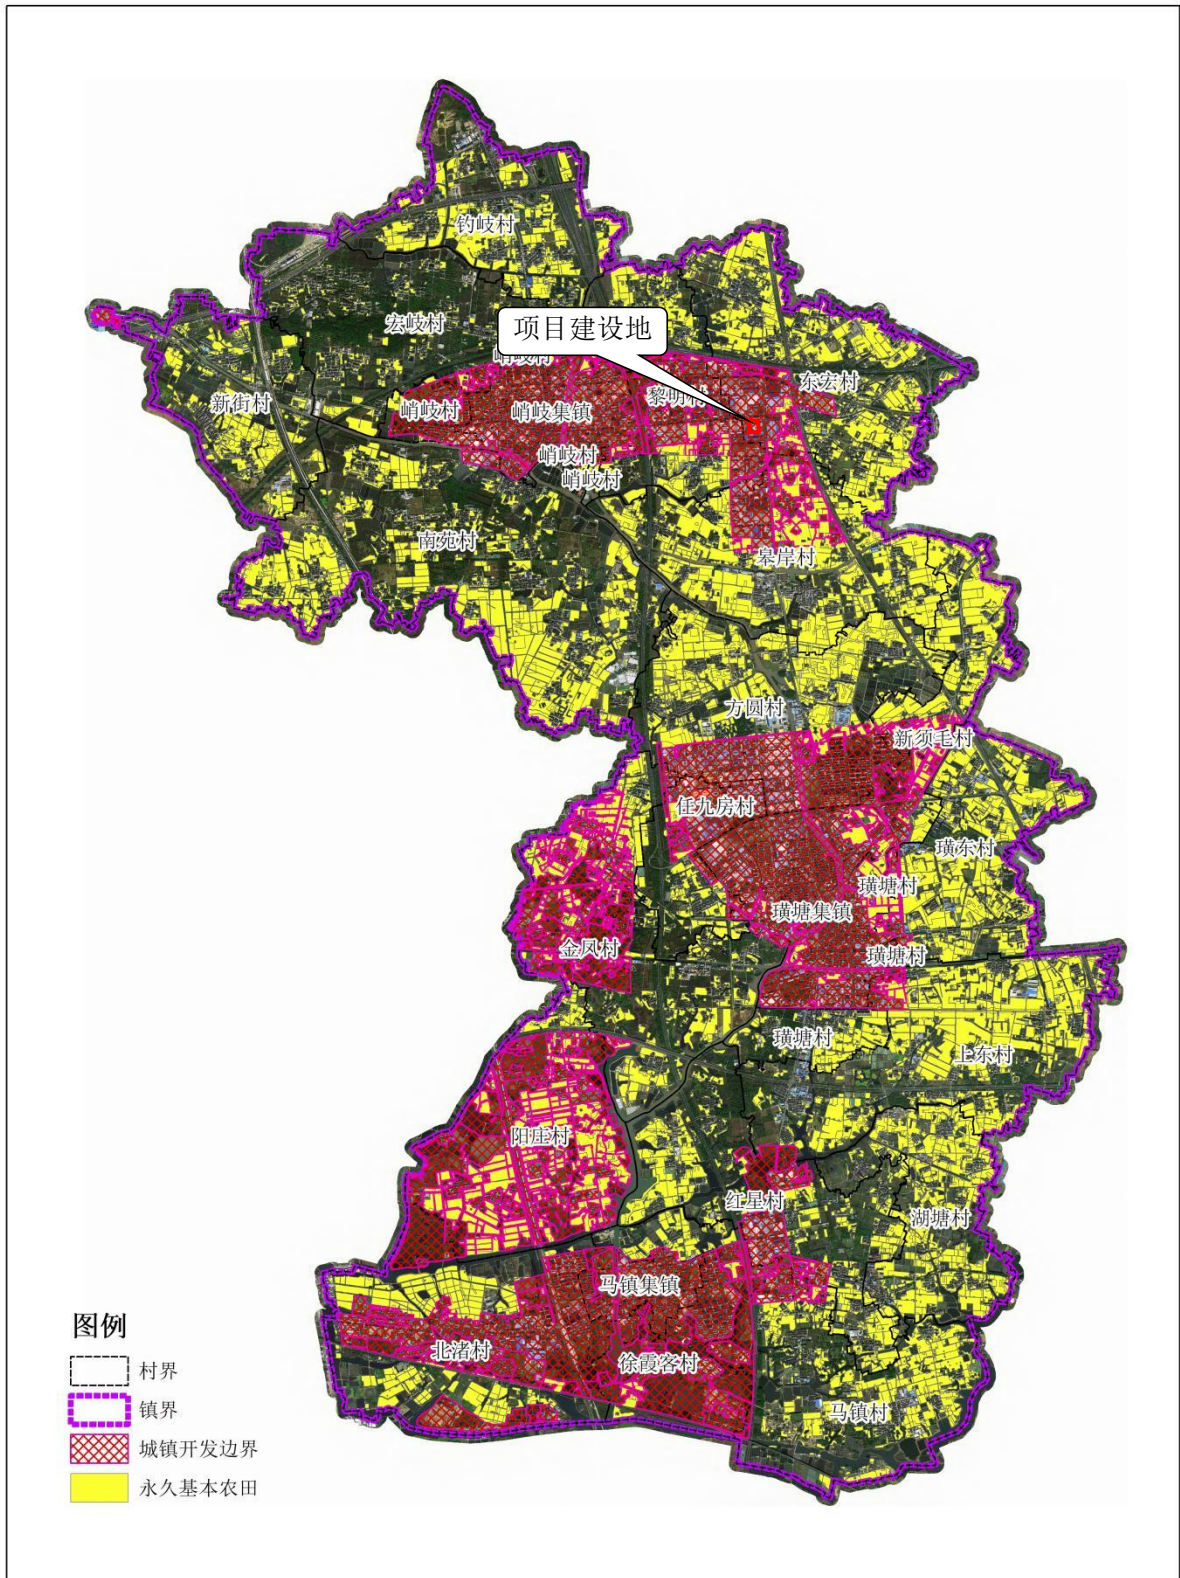 钓岐村
宏岐村
项目建设地
峭岐村
东宏村
黎明村
新街村
峭岐村
峭岐集镇
峭岐村
峭岐村
南苑村
皋岸村
方圆村
新须毛村
任九房村
璜东村
璜塘村
璜塘集镇
金凤村
璜塘村
璜塘村
上东村
阳庄村
红星村
湖塘村
马镇集镇
北渚村
徐霞客村
马镇村
图例
村界
镇界
城镇开发边界
永久基本农田